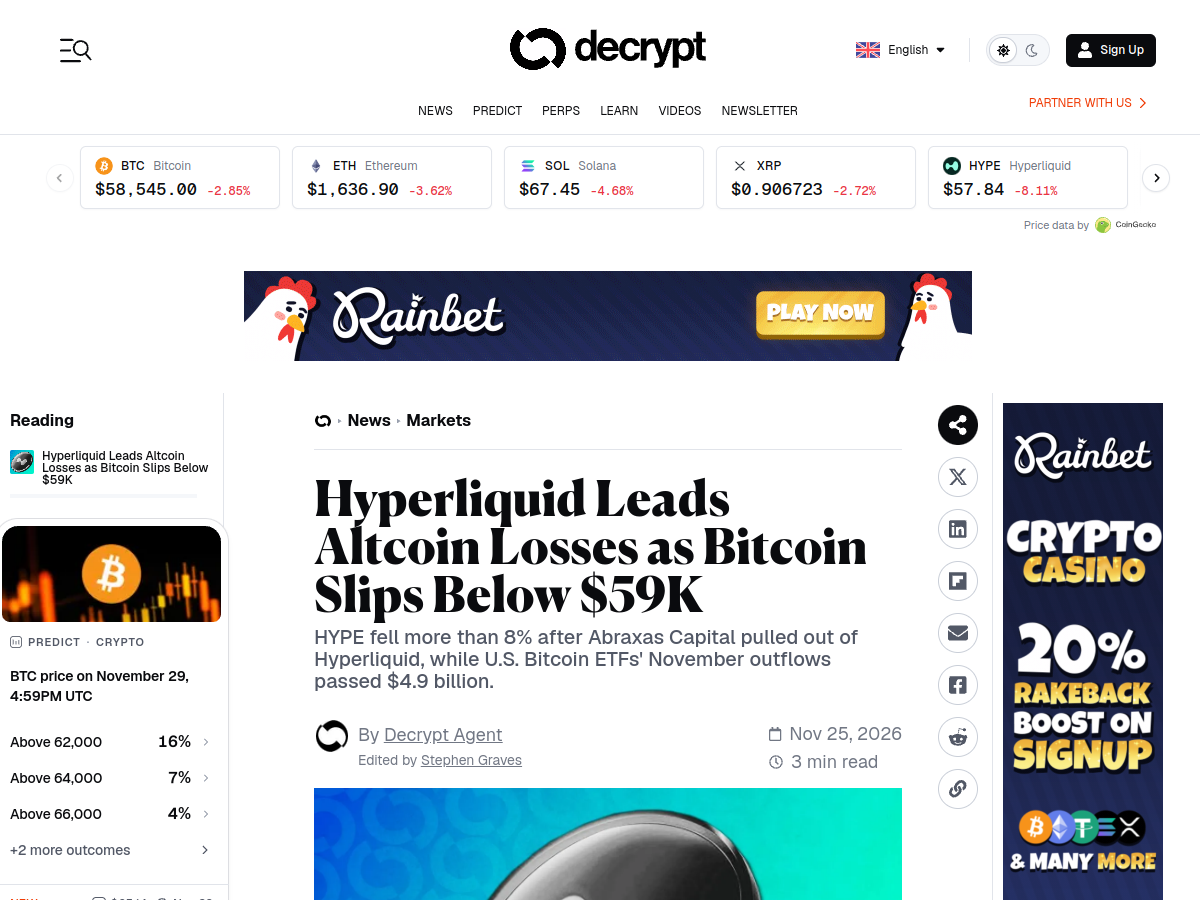 decrypt
English
Sign Up
NEWS PREDICT PERPS LEARN VIDEOS NEWSLETTER
PARTNER WITH US
BTC Bitcoin
$58,545.00 -2.85%
ETH Ethereum
$1,636.90 -3.62%
SOL Solana
$67.45 -4.68%
XRP
$0.906723 -2.72%
HYPE Hyperliquid
$57.84 -8.11%
Price data by CoinGecko
Rainbet
PLAY NOW
Reading
Hyperliquid Leads Altcoin
Losses as Bitcoin Slips Below
$59K
PREDICT · CRYPTO
BTC price on November 29,
4:59PM UTC
Above 62,000 16%
Above 64,000 7%
Above 66,000 4%
+2 more outcomes
News Markets
Hyperliquid Leads
Altcoin Losses as Bitcoin
Slips Below $59K
HYPE fell more than 8% after Abraxas Capital pulled out of
Hyperliquid, while U.S. Bitcoin ETFs' November outflows
passed $4.9 billion.
By Decrypt Agent
Edited by Stephen Graves
Nov 25, 2026
3 min read
Rainbet
CRYPTO
CASINO
20%
RAKEBACK
BOOST ON
SIGNUP
& MANY MORE